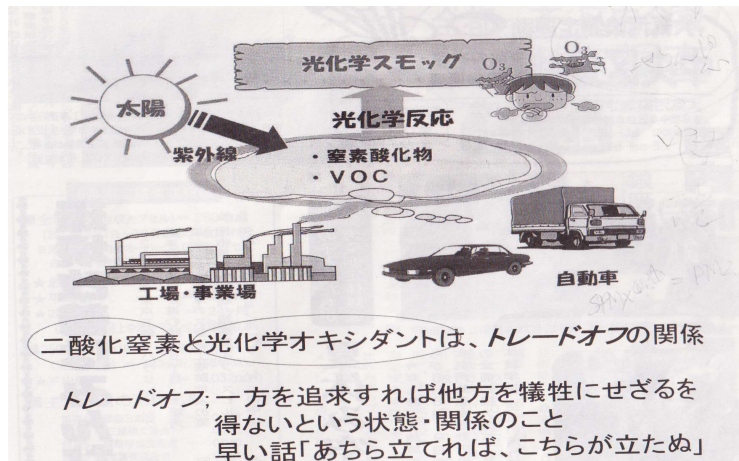 光化学スモッグ
O₃
O₃
太陽
光化学反応
紫外線
・窒素酸化物
・VOC
工場・事業場
自動車
二酸化窒素と光化学オキシダントは、トレードオフの関係
トレードオフ;一方を追求すれば他方を犠牲にせざるを
得ないという状態・関係のこと
早い話「あちら立てれば、こちらが立たぬ」